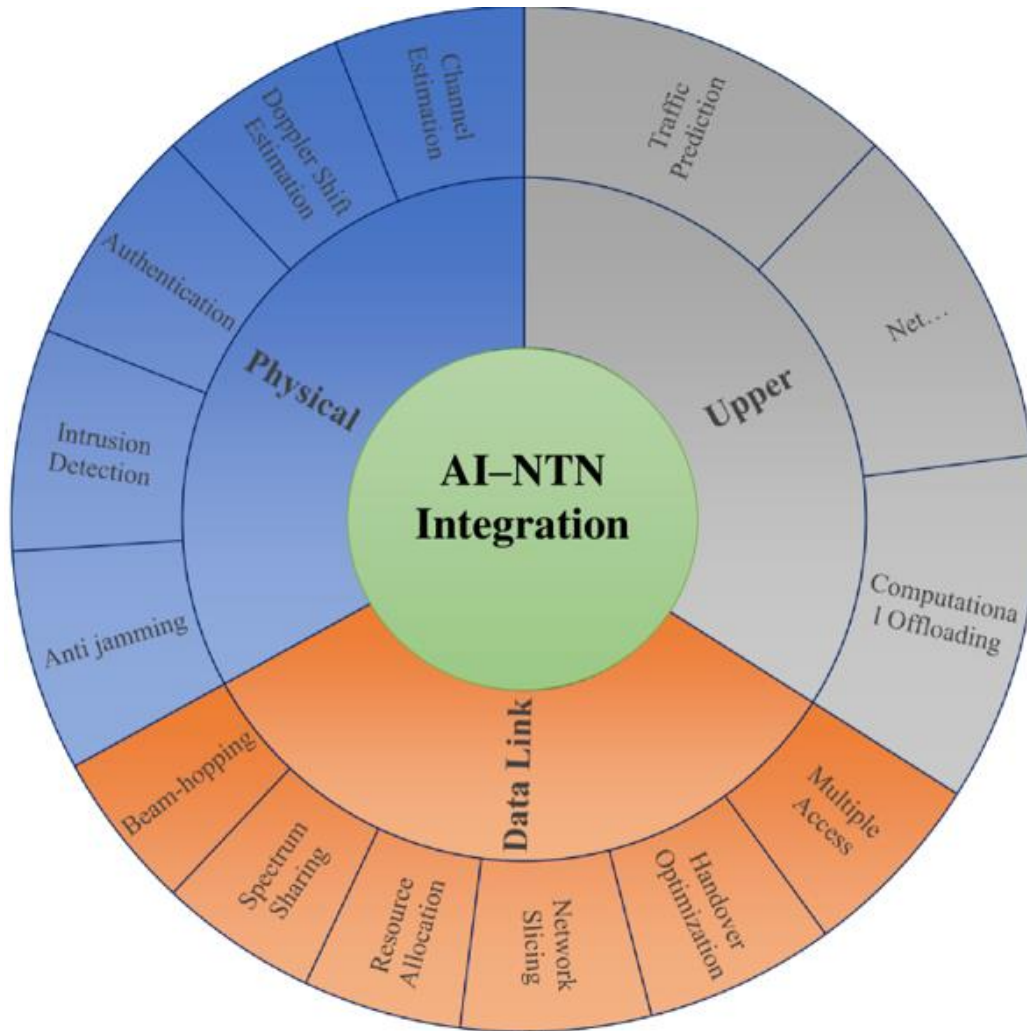 AI–NTN
Integration
Physical
Upper
Data Link
Channel
Estimation
Doppler Shift
Estimation
Authentication
Intrusion
Detection
Anti jamming
Traffic
Prediction
Net…
Computationa
l Offloading
Multiple
Access
Handover
Optimization
Network
Slicing
Resource
Allocation
Spectrum
Sharing
Beam-hopping